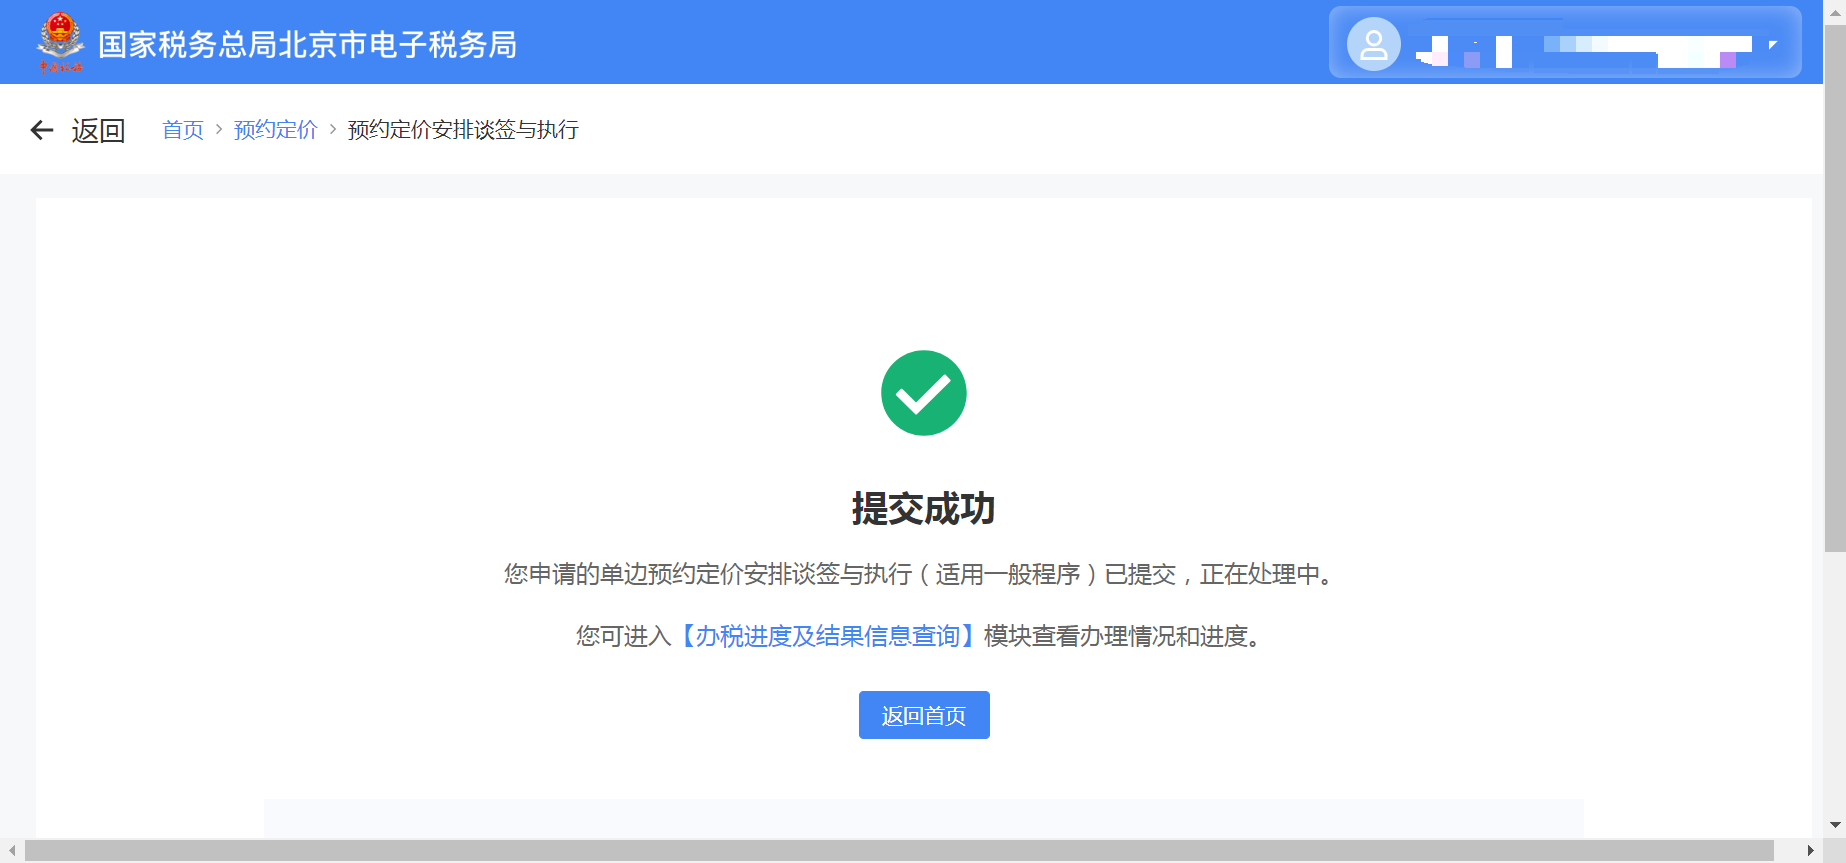 国家税务总局北京市电子税务局
返回 首页 > 预约定价 > 预约定价安排谈签与执行
提交成功
您申请的单边预约定价安排谈签与执行（适用一般程序）已提交，正在处理中。
您可进入【办税进度及结果信息查询】模块查看办理情况和进度。
返回首页